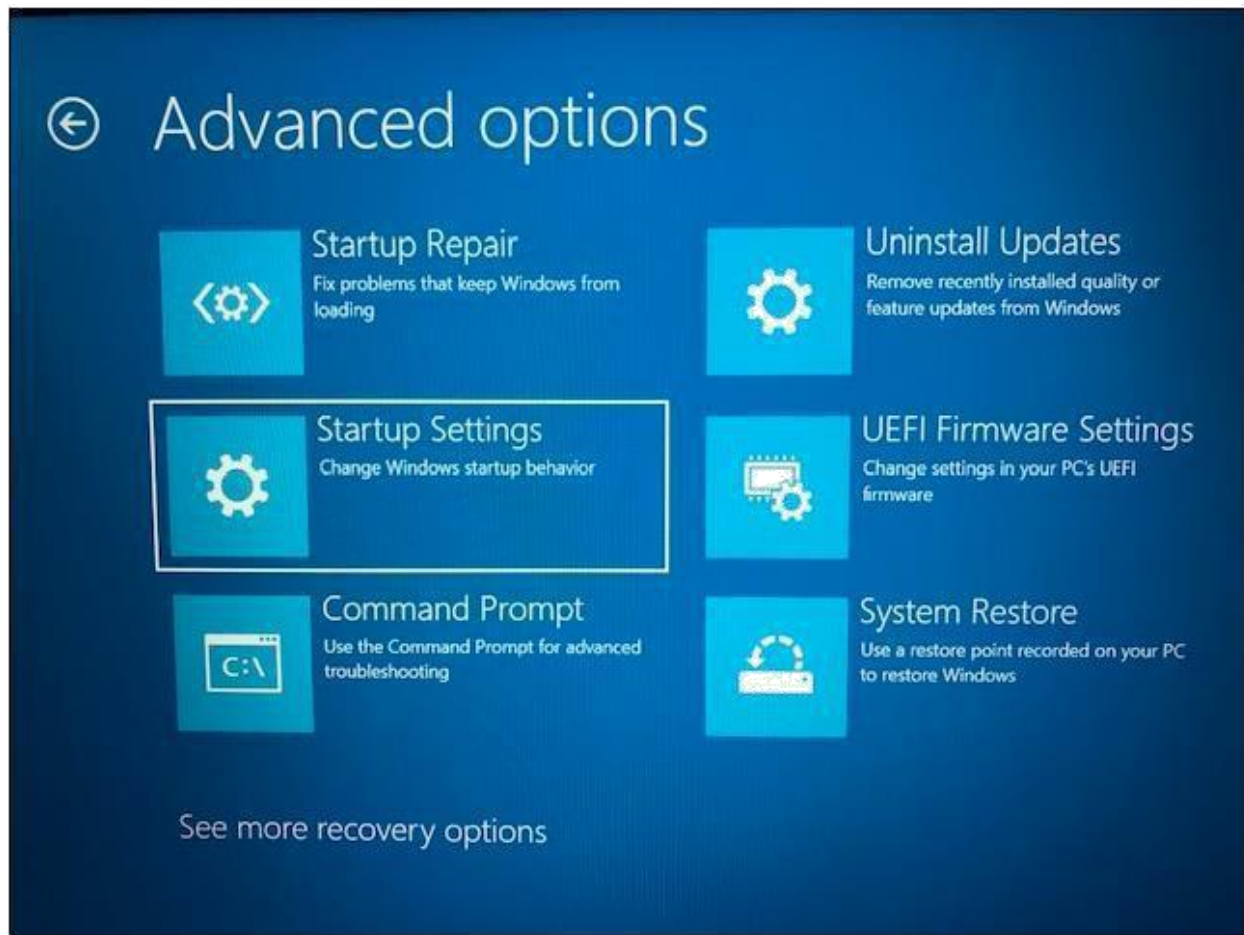 Advanced options
Startup Repair
Fix problems that keep Windows from
loading
Uninstall Updates
Remove recently installed quality or
feature updates from Windows
Startup Settings
Change Windows startup behavior
UEFI Firmware Settings
Change settings in your PC's UEFI
firmware
Command Prompt
Use the Command Prompt for advanced
troubleshooting
C:\
System Restore
Use a restore point recorded on your PC
to restore Windows
See more recovery options